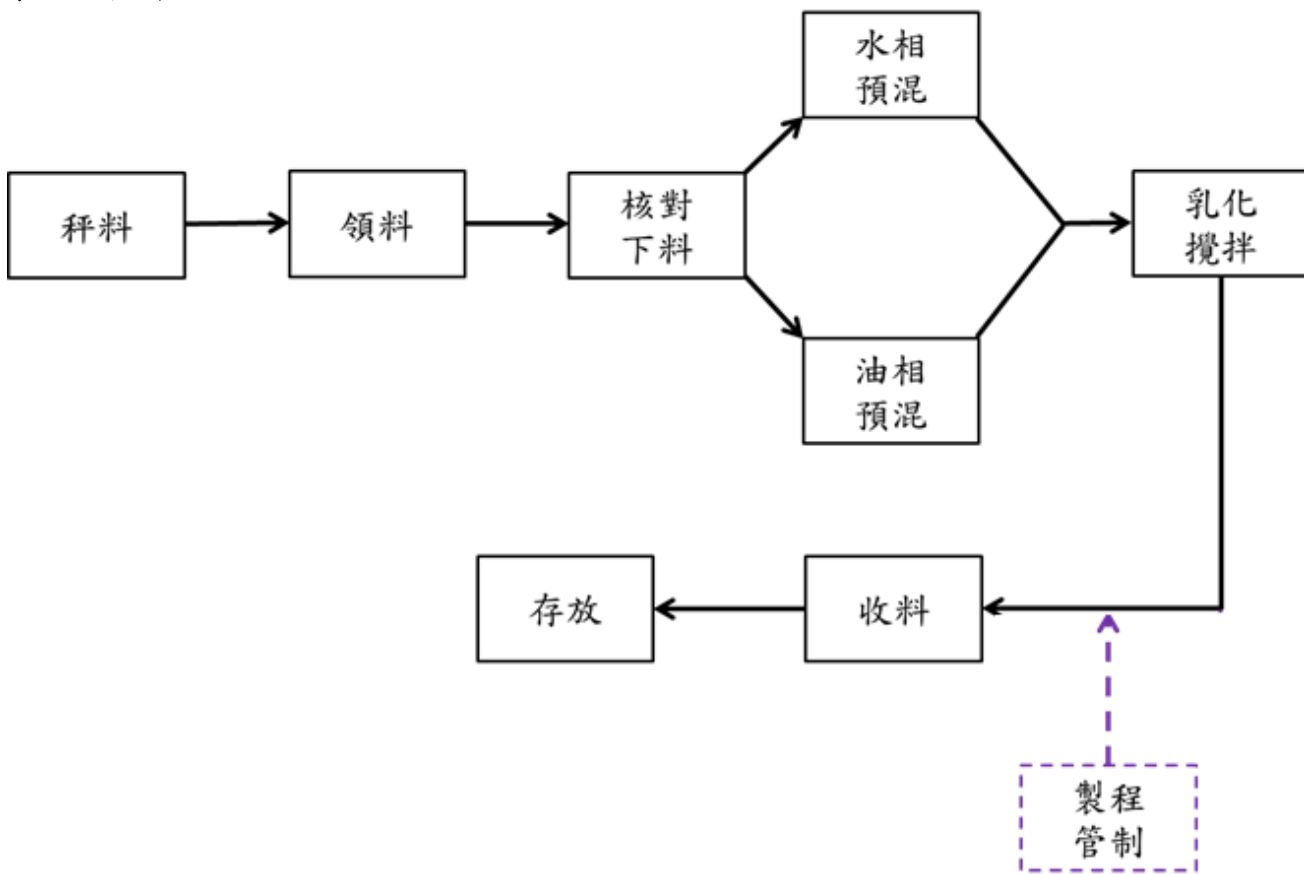 秤料
領料
核對
下料
水相
預混
油相
預混
乳化
攪拌
收料
存放
製程
管制